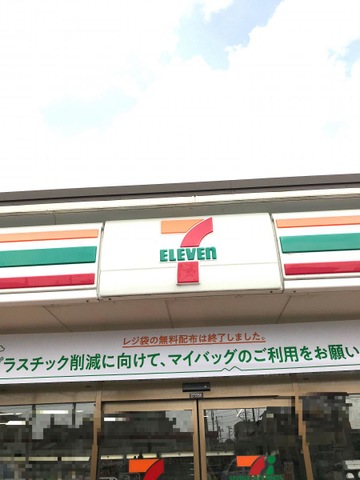 7
ELEVEn
レジ袋の無料配布は終了しました。
プラスチック削減に向けて、マイバッグのご利用をお願い